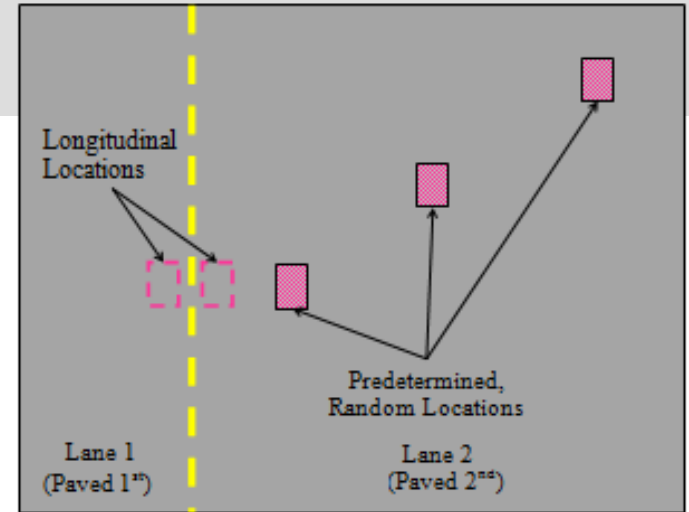 Longitudinal
Locations
Predetermined,
Random Locations
Lane 1
(Paved 1st)
Lane 2
(Paved 2nd)